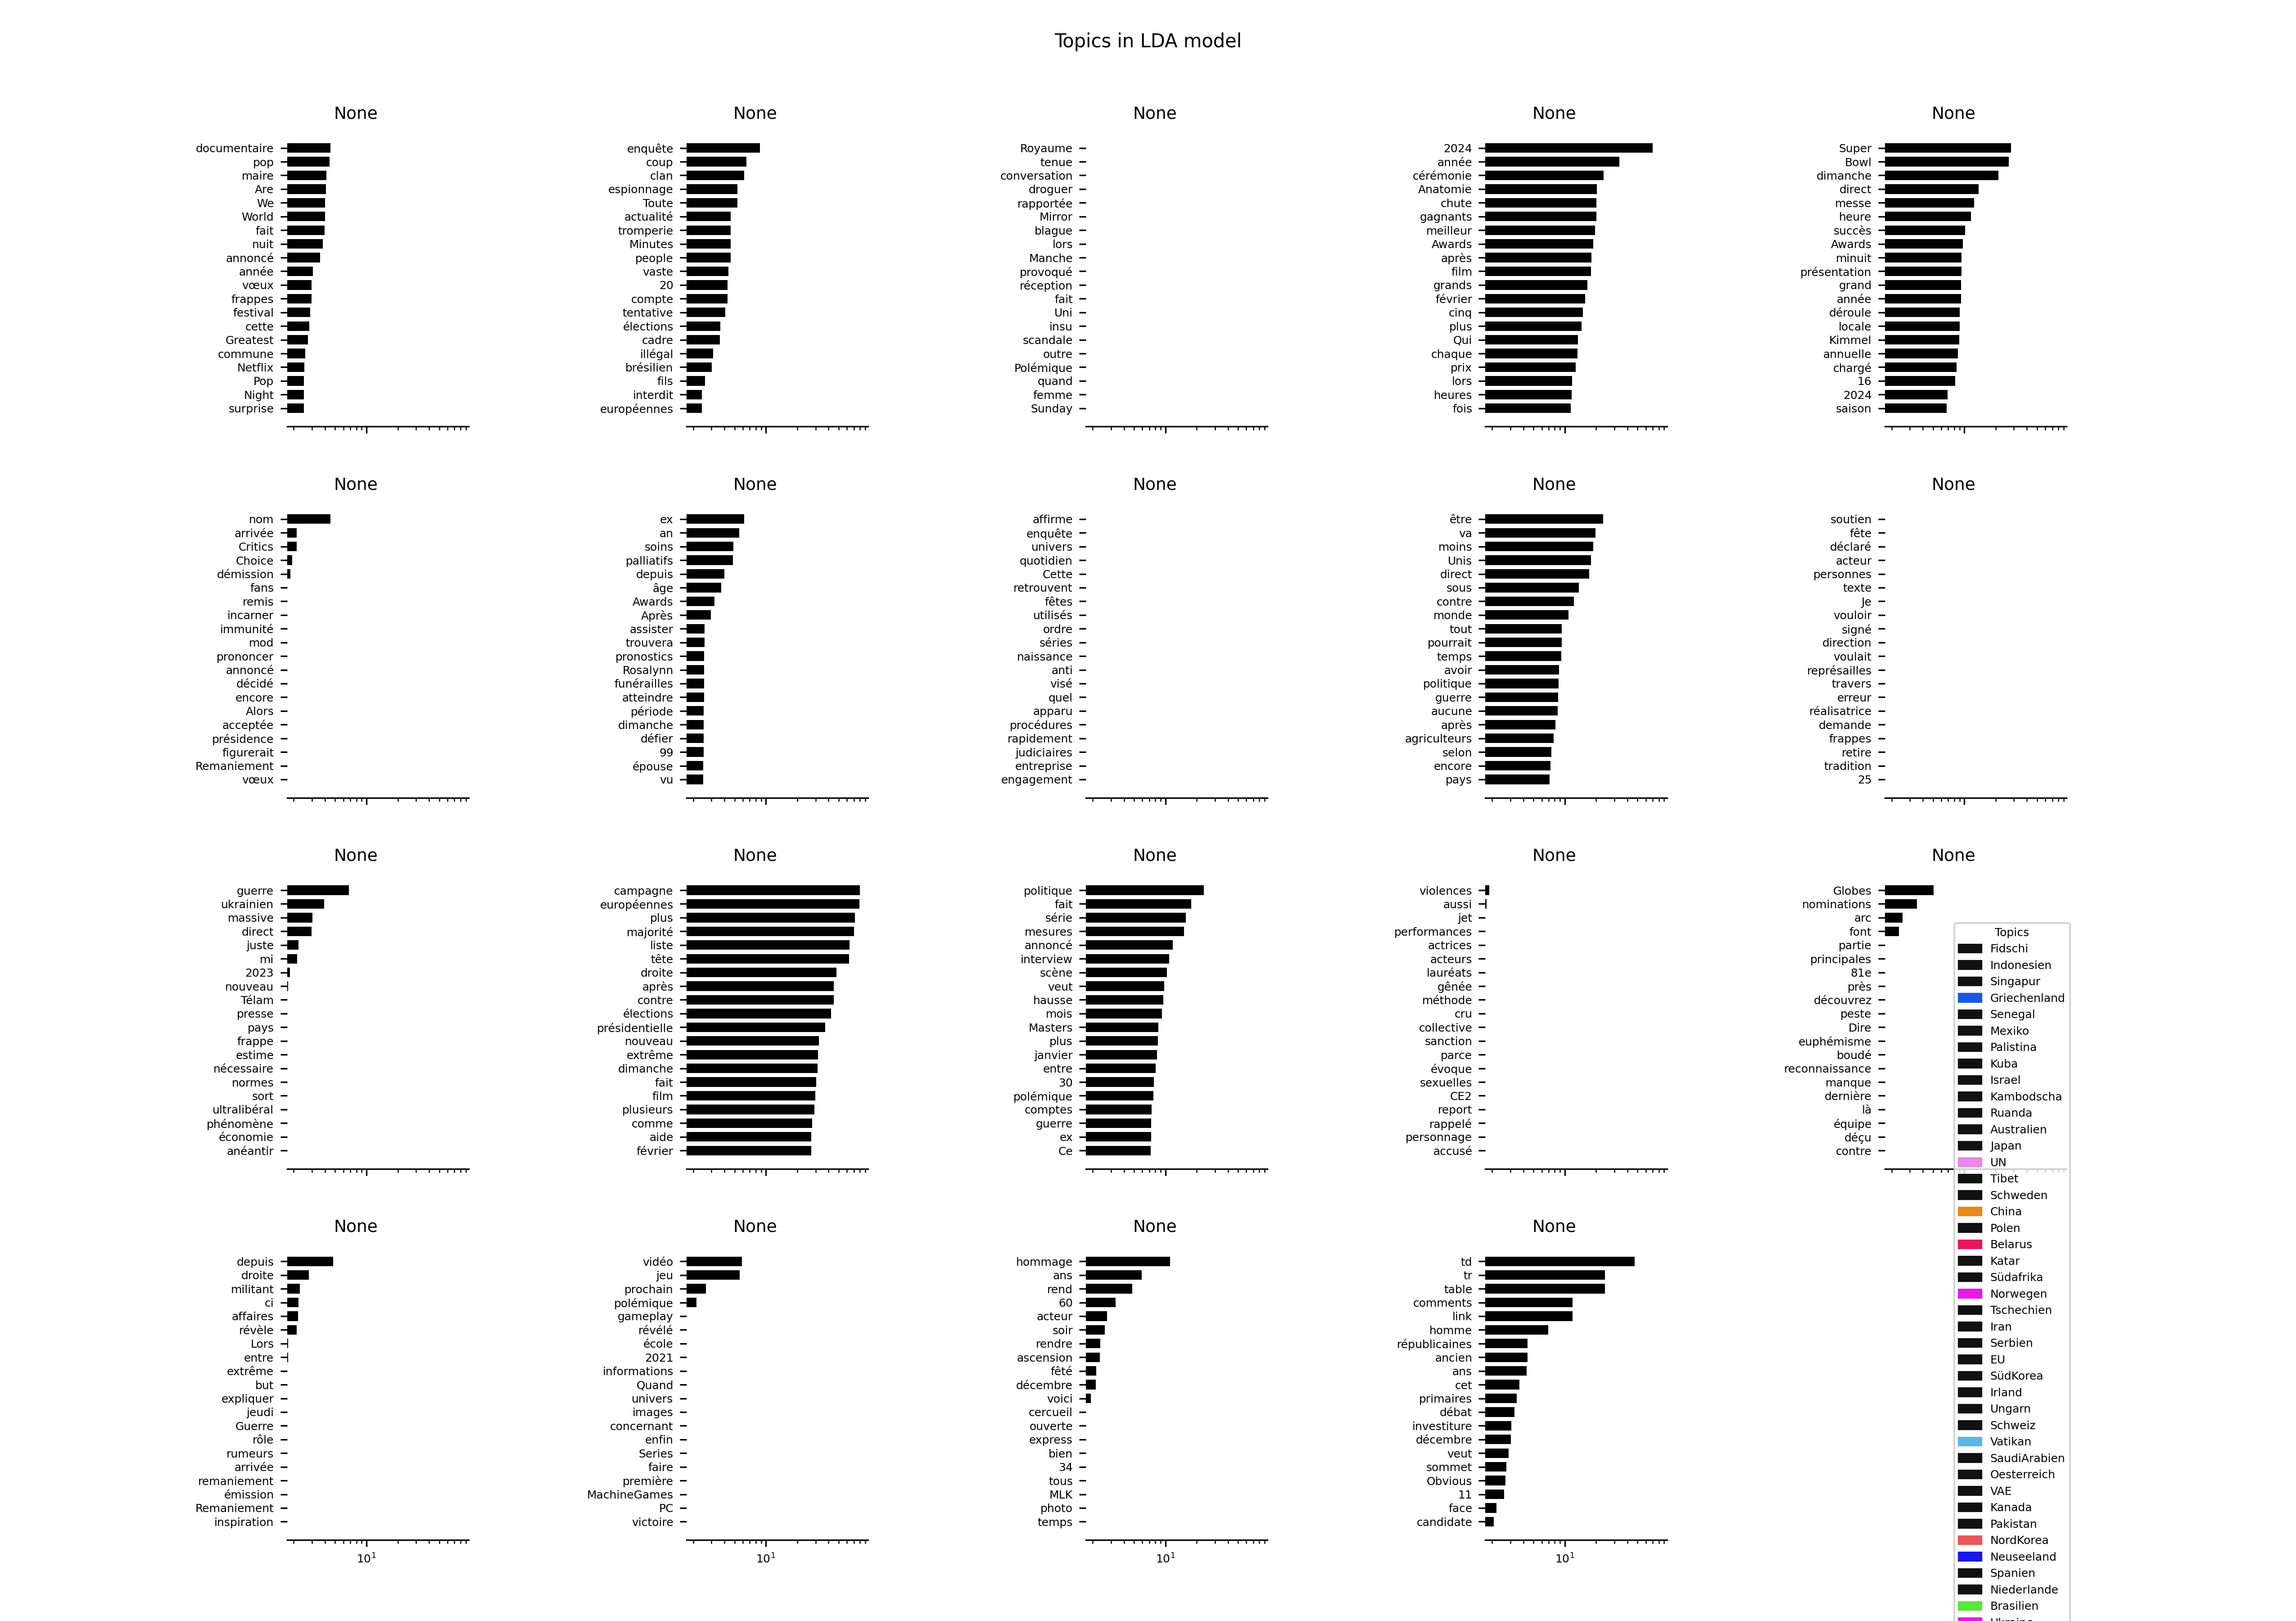 Topics in LDA model
None
documentaire
pop
maire
Are
We
World
fait
nuit
annoncé
année
vœux
frappes
festival
cette
Greatest
commune
Netflix
Pop
Night
surprise
None
enquête
coup
clan
espionnage
Toute
actualité
tromperie
Minutes
people
vaste
20
compte
tentative
élections
cadre
illégal
brésilien
fils
interdit
européennes
None
Royaume
tenue
conversation
droguer
rapportée
Mirror
blague
lors
Manche
provoqué
réception
fait
Uni
insu
scandale
outre
Polémique
quand
femme
Sunday
None
2024
année
cérémonie
Anatomie
chute
gagnants
meilleur
Awards
après
film
grands
février
cinq
plus
Qui
chaque
prix
lors
heures
fois
None
Super
Bowl
dimanche
direct
messe
heure
succès
Awards
minuit
présentation
grand
année
déroule
locale
Kimmel
annuelle
chargé
16
2024
saison
None
nom
arrivée
Critics
Choice
démission
fans
remis
incarner
immunité
mod
prononcer
annoncé
décidé
encore
Alors
acceptée
présidence
figurerait
Remaniement
vœux
None
ex
an
soins
palliatifs
depuis
âge
Awards
Après
assister
trouvera
pronostics
Rosalynn
funérailles
atteindre
période
dimanche
défier
99
épouse
vu
None
affirme
enquête
univers
quotidien
Cette
retrouvent
fêtes
utilisés
ordre
séries
naissance
anti
visé
quel
apparu
procédures
rapidement
judiciaires
entreprise
engagement
None
être
va
moins
Unis
direct
sous
contre
monde
tout
pourrait
temps
avoir
politique
guerre
aucune
après
agriculteurs
selon
encore
pays
None
soutien
fête
déclaré
acteur
personnes
texte
Je
vouloir
signé
direction
voulait
représailles
travers
erreur
réalisatrice
demande
frappes
retire
tradition
25
None
guerre
ukrainien
massive
direct
juste
mi
2023
nouveau
Télam
presse
pays
frappe
estime
nécessaire
normes
sort
ultralibéral
phénomène
économie
anéantir
None
campagne
européennes
plus
majorité
liste
tête
droite
après
contre
élections
présidentielle
nouveau
extrême
dimanche
fait
film
plusieurs
comme
aide
février
None
politique
fait
série
mesures
annoncé
interview
scène
veut
hausse
mois
Masters
plus
janvier
entre
30
polémique
comptes
guerre
ex
Ce
None
violences
aussi
jet
performances
actrices
acteurs
lauréats
gênée
méthode
cru
collective
sanction
parce
évoque
sexuelles
CE2
report
rappelé
personnage
accusé
None
Globes
nominations
arc
font
partie
principales
81e
près
découvrez
peste
Dire
euphémisme
boudé
reconnaissance
manque
dernière
là
équipe
déçu
contre
None
depuis
droite
militant
ci
affaires
révèle
Lors
entre
extrême
but
expliquer
jeudi
Guerre
rôle
rumeurs
arrivée
remaniement
émission
Remaniement
inspiration
10¹
None
vidéo
jeu
prochain
polémique
gameplay
révélé
école
2021
informations
Quand
univers
images
concernant
enfin
Series
faire
première
MachineGames
PC
victoire
10¹
None
hommage
ans
rend
60
acteur
soir
rendre
ascension
fêté
décembre
voici
cercueil
ouverte
express
bien
34
tous
MLK
photo
temps
10¹
None
td
tr
table
comments
link
homme
républicaines
ancien
ans
cet
primaires
débat
investiture
décembre
veut
sommet
Obvious
11
face
candidate
10¹
Topics
Fidschi
Indonesien
Singapur
Griechenland
Senegal
Mexiko
Palistina
Kuba
Israel
Kambodscha
Ruanda
Australien
Japan
UN
Tibet
Schweden
China
Polen
Belarus
Katar
Südafrika
Norwegen
Tschechien
Iran
Serbien
EU
SüdKorea
Irland
Ungarn
Schweiz
Vatikan
SaudiArabien
Oesterreich
VAE
Kanada
Pakistan
NordKorea
Neuseeland
Spanien
Niederlande
Brasilien